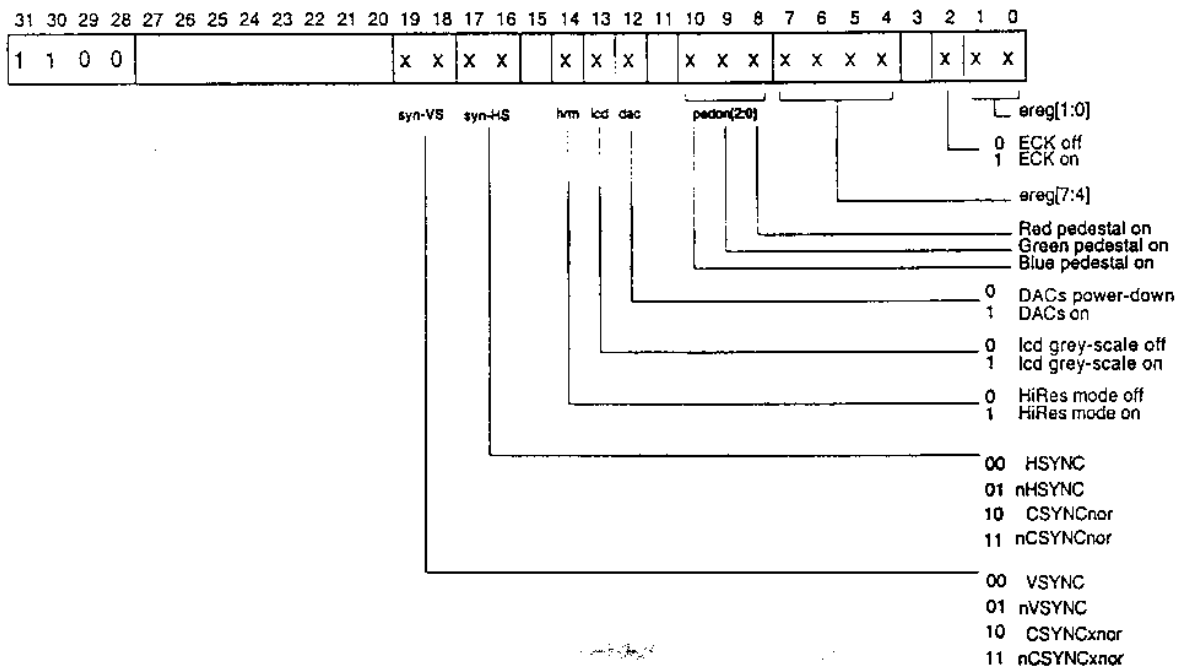 31 30 29 28 27 26 25 24 23 22 21 20 19 18 17 16 15 14 13 12 11 10 9 8 7 6 5 4 3 2 1 0
1 1 0 0 x x x x x x x x x x x x x x x x x
syn-VS syn-HS hrm lcd dac pedon[2:0]
ereg[1:0]
0 ECK off
1 ECK on
ereg[7:4]
Red pedestal on
Green pedestal on
Blue pedestal on
0 DACs power-down
1 DACs on
0 lcd grey-scale off
1 lcd grey-scale on
0 HiRes mode off
1 HiRes mode on
00 HSYNC
01 nHSYNC
10 CSYNCnor
11 nCSYNCnor
00 VSYNC
01 nVSYNC
10 CSYNCxnor
11 nCSYNCxnor